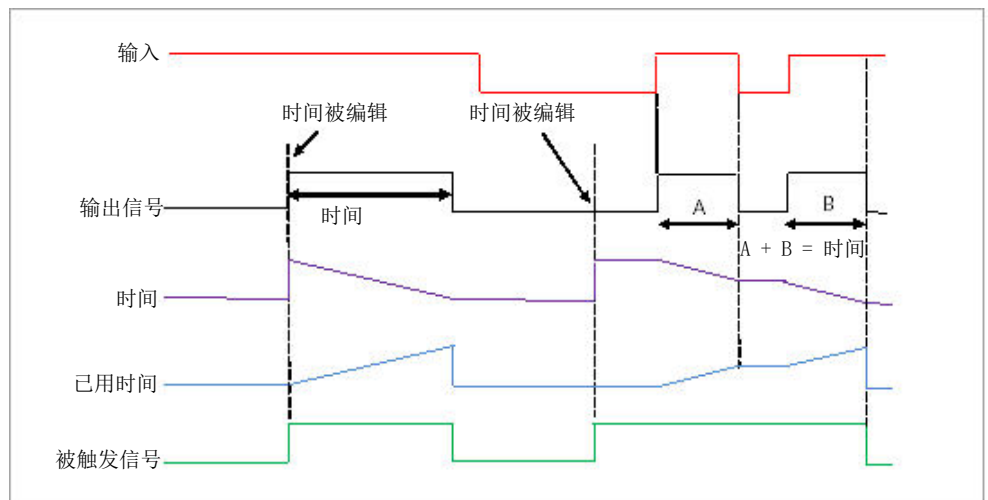 输入
时间被编辑
时间被编辑
输出信号
时间
A
B
A + B = 时间
时间
已用时间
被触发信号